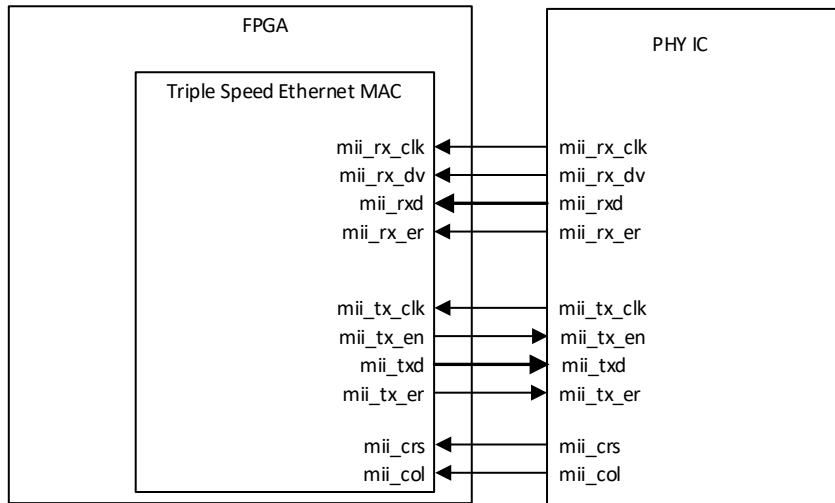 FPGA
PHY IC
Triple Speed Ethernet MAC
mii_rx_clk
mii_rx_clk
mii_rx_dv
mii_rx_dv
mii_rxd
mii_rxd
mii_rx_er
mii_rx_er
mii_tx_clk
mii_tx_clk
mii_tx_en
mii_tx_en
mii_txd
mii_txd
mii_tx_er
mii_tx_er
mii_crs
mii_crs
mii_col
mii_col